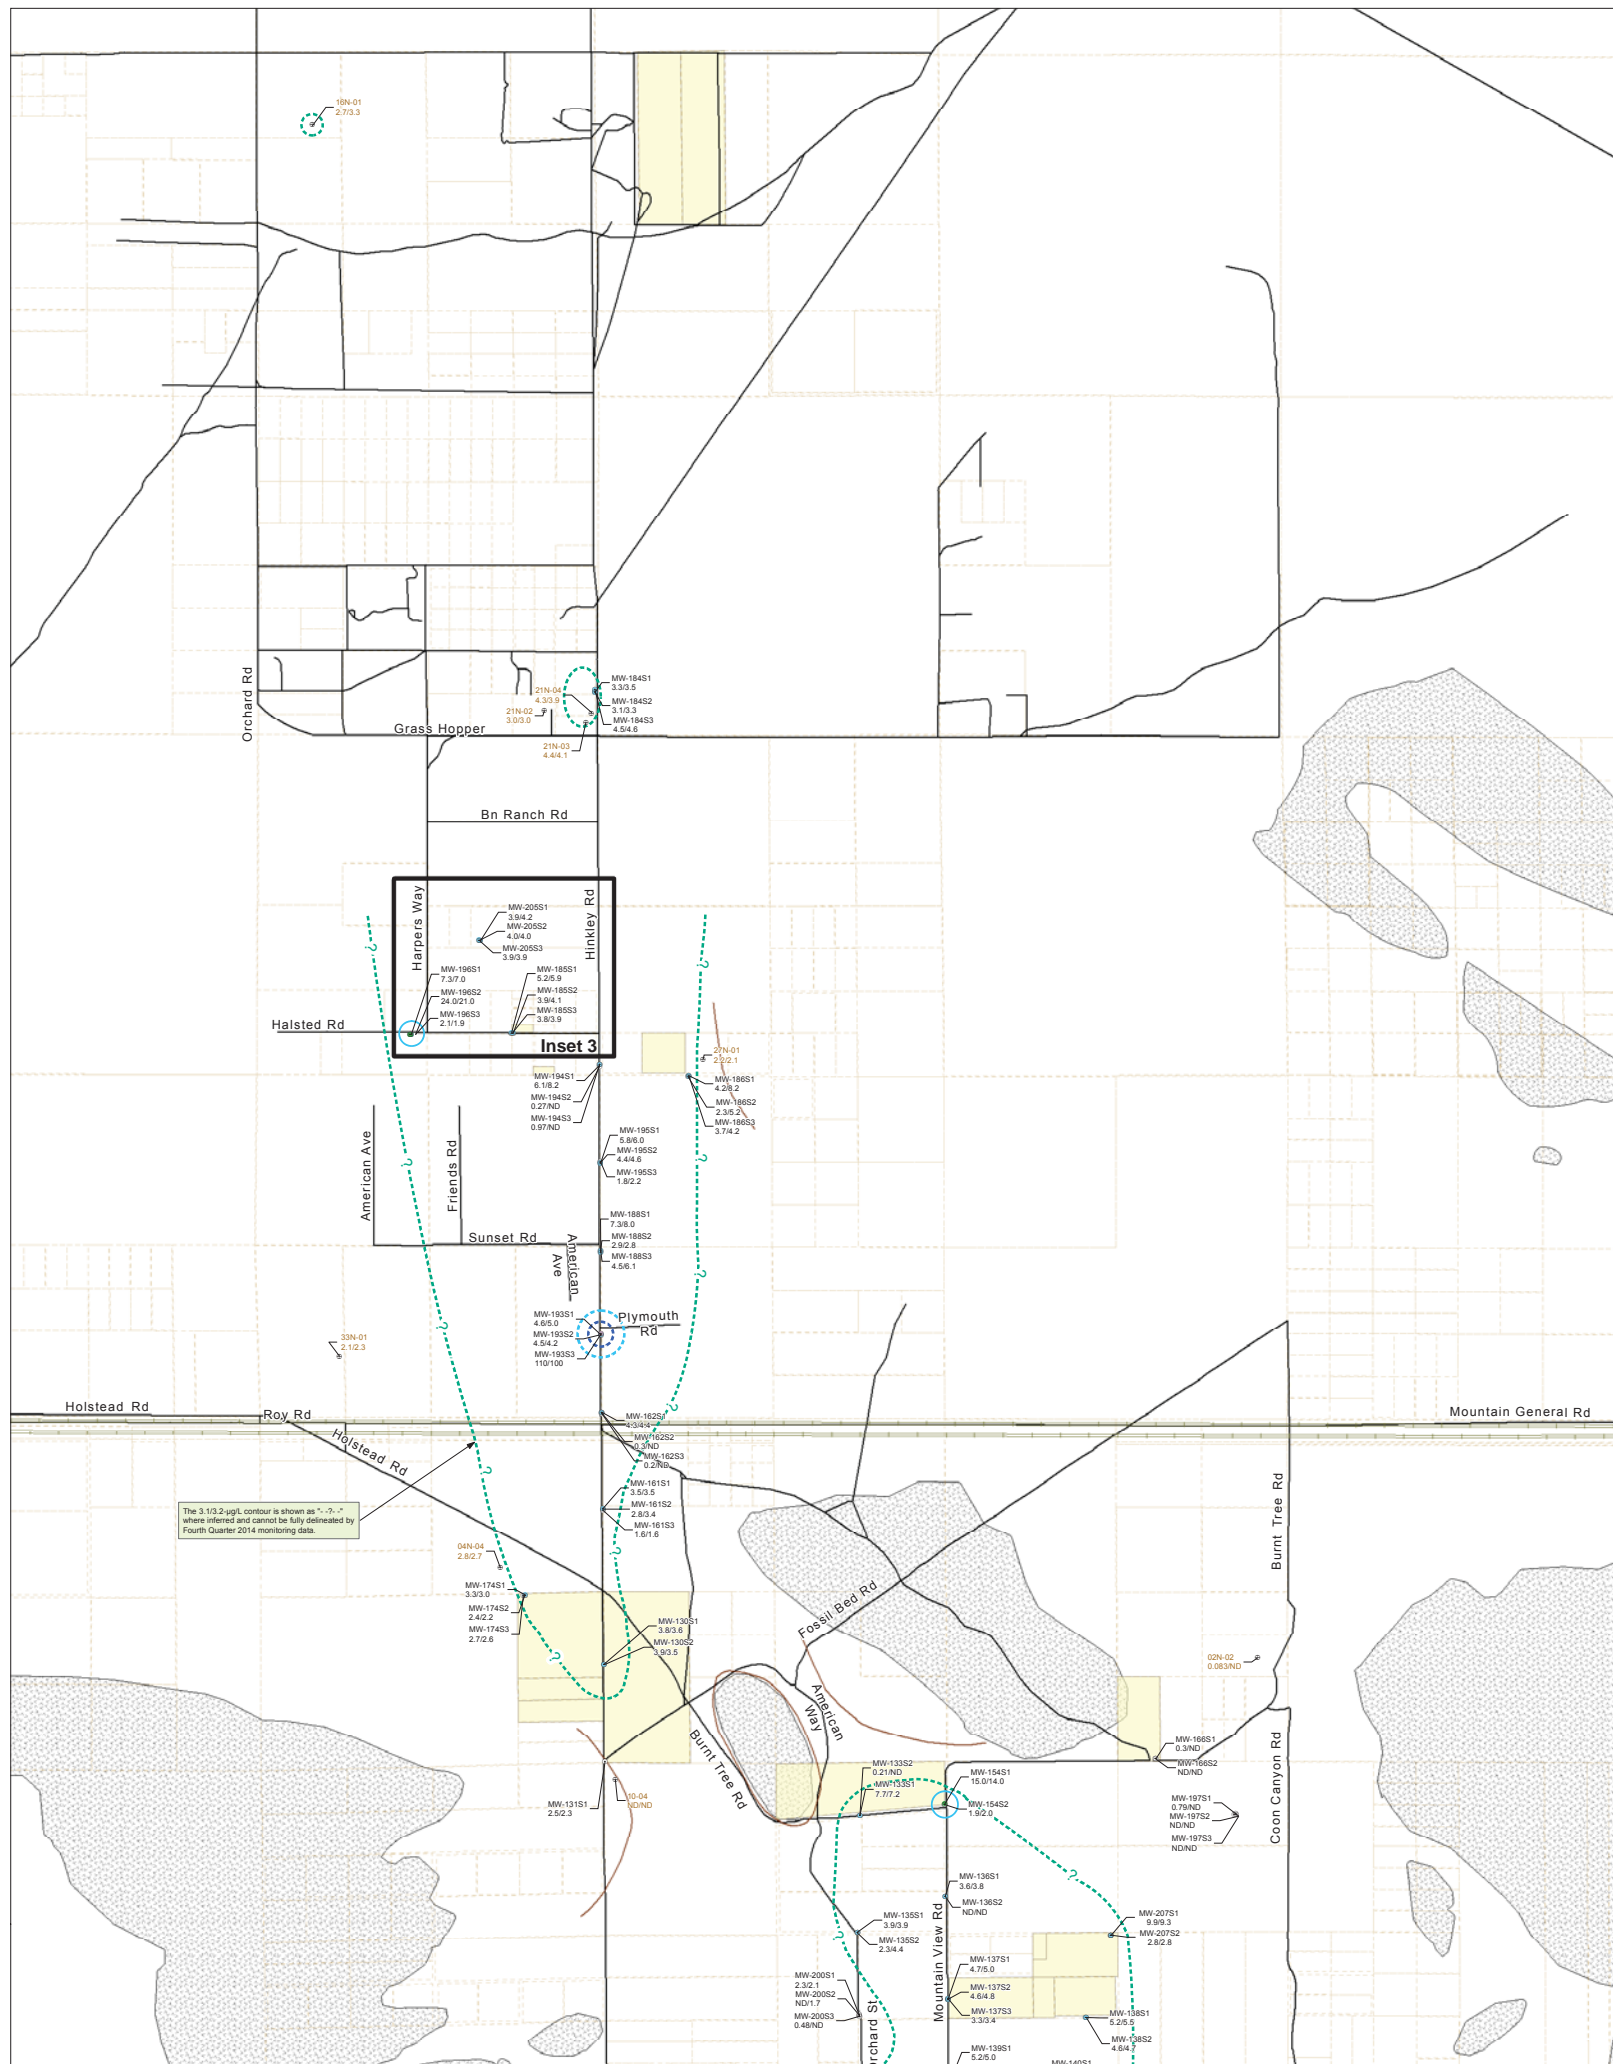 16N-01
2.7/3.3
Orchard Rd
MW-184S1
3.3/3.5
21N-04
4.3/3.9
MW-184S2
3.1/3.3
21N-02
3.0/3.0
MW-184S3
4.5/4.6
Grass Hopper
21N-03
4.4/4.1
Bn Ranch Rd
Harpers Way
Hinkley Rd
MW-205S1
3.9/4.2
MW-205S2
4.0/4.0
MW-205S3
3.9/3.9
MW-196S1
7.3/7.0
MW-185S1
5.2/5.9
MW-196S2
24.0/21.0
MW-185S2
3.9/4.1
MW-196S3
2.1/1.9
MW-185S3
3.8/3.9
Halsted Rd
Inset 3
27N-01
2.2/2.1
MW-194S1
6.1/8.2
MW-186S1
4.2/8.2
MW-194S2
0.27/ND
MW-186S2
2.3/5.2
MW-194S3
0.97/ND
MW-186S3
3.7/4.2
American Ave
Friends Rd
MW-195S1
5.8/6.0
MW-195S2
4.4/4.6
MW-195S3
1.8/2.2
MW-188S1
7.3/8.0
Sunset Rd
MW-188S2
2.9/2.8
MW-188S3
4.5/6.1
American
Ave
MW-193S1
4.6/5.0
Plymouth
Rd
MW-193S2
4.5/4.2
MW-193S3
110/100
33N-01
2.1/2.3
Holstead Rd
Roy Rd
Mountain General Rd
MW-162S1
4.3/4.4
MW-162S2
0.3/ND
MW-162S3
0.2/ND
Holstead Rd
MW-161S1
3.5/3.5
MW-161S2
2.8/3.4
MW-161S3
1.6/1.6
The 3.1/3.2-µg/L contour is shown as "- -?- -"
where inferred and cannot be fully delineated by
Fourth Quarter 2014 monitoring data.
Burnt Tree Rd
04N-04
2.8/2.7
MW-174S1
3.3/3.0
MW-174S2
2.4/2.2
MW-174S3
2.7/2.6
Fossil Bed Rd
MW-130S1
3.8/3.6
MW-130S2
3.9/3.5
02N-02
0.083/ND
American
Way
Burnt Tree Rd
Coon Canyon Rd
MW-166S1
0.3/ND
MW-166S2
ND/ND
MW-133S2
0.21/ND
MW-133S1
7.7/7.2
MW-154S1
15.0/14.0
MW-154S2
1.9/2.0
10-04
ND/ND
MW-131S1
2.5/2.3
MW-197S1
0.79/ND
MW-197S2
ND/ND
MW-197S3
ND/ND
MW-136S1
3.6/3.8
MW-136S2
ND/ND
Mountain View Rd
MW-135S1
3.9/3.9
MW-135S2
2.3/4.4
MW-207S1
9.9/9.3
MW-207S2
2.8/2.8
MW-137S1
4.7/5.0
MW-137S2
4.6/4.8
MW-137S3
3.3/3.4
MW-200S1
2.3/2.1
MW-200S2
ND/1.7
MW-200S3
0.48/ND
MW-138S1
5.2/5.5
MW-138S2
4.6/4.7
Orchard St
MW-139S1
5.2/5.0
MW-140S1